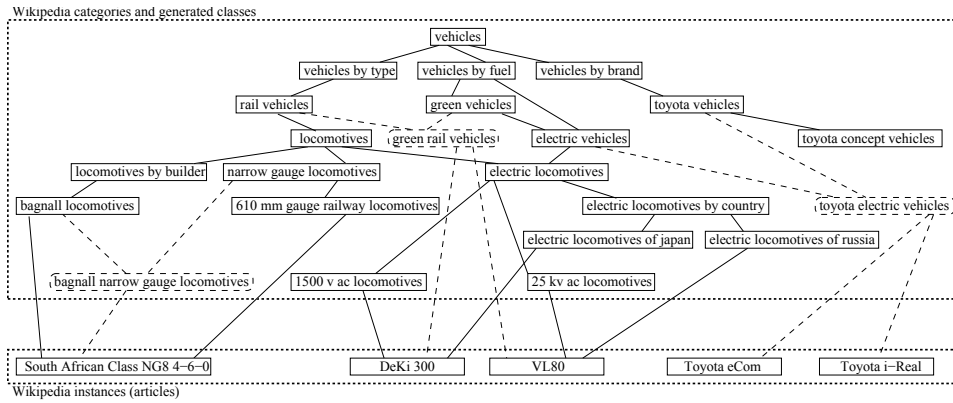 Wikipedia categories and generated classes
vehicles
vehicles by type vehicles by fuel vehicles by brand
rail vehicles green vehicles toyota vehicles
locomotives green rail vehicles electric vehicles toyota concept vehicles
locomotives by builder narrow gauge locomotives electric locomotives
bagnall locomotives 610 mm gauge railway locomotives electric locomotives by country toyota electric vehicles
electric locomotives of japan electric locomotives of russia
bagnall narrow gauge locomotives 1500 v ac locomotives 25 kv ac locomotives
South African Class NG8 4−6−0 DeKi 300 VL80 Toyota eCom Toyota i−Real
Wikipedia instances (articles)